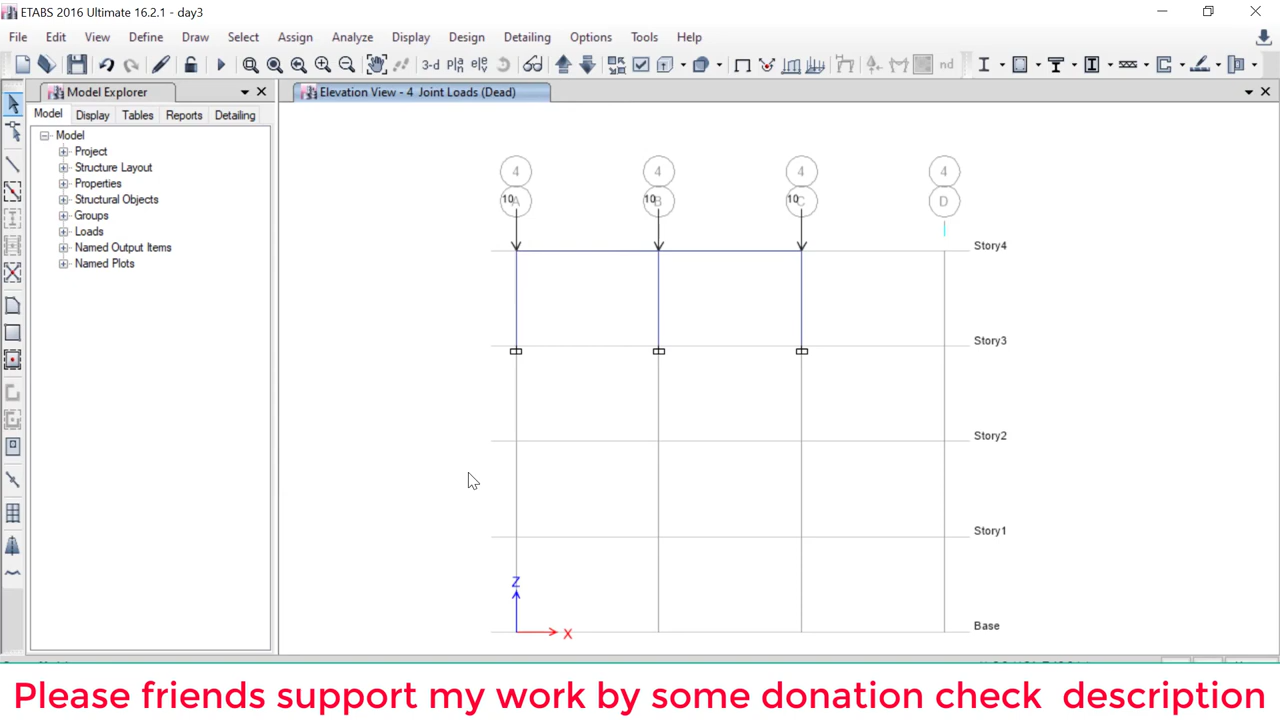 ETABS 2016 Ultimate 16.2.1 - day3
File Edit View Define Draw Select Assign Analyze Display Design Detailing Options Tools Help
3-d Plan elev nd
Model Explorer
Elevation View - 4 Joint Loads (Dead)
Model Display Tables Reports Detailing
Model
Project
Structure Layout
Properties
Structural Objects
Groups
Loads
Named Output Items
Named Plots
4 4 4 4
10 A 10 B 10 C D
Story4
Story3
Story2
Story1
Z
X
Base
Please friends support my work by some donation check description